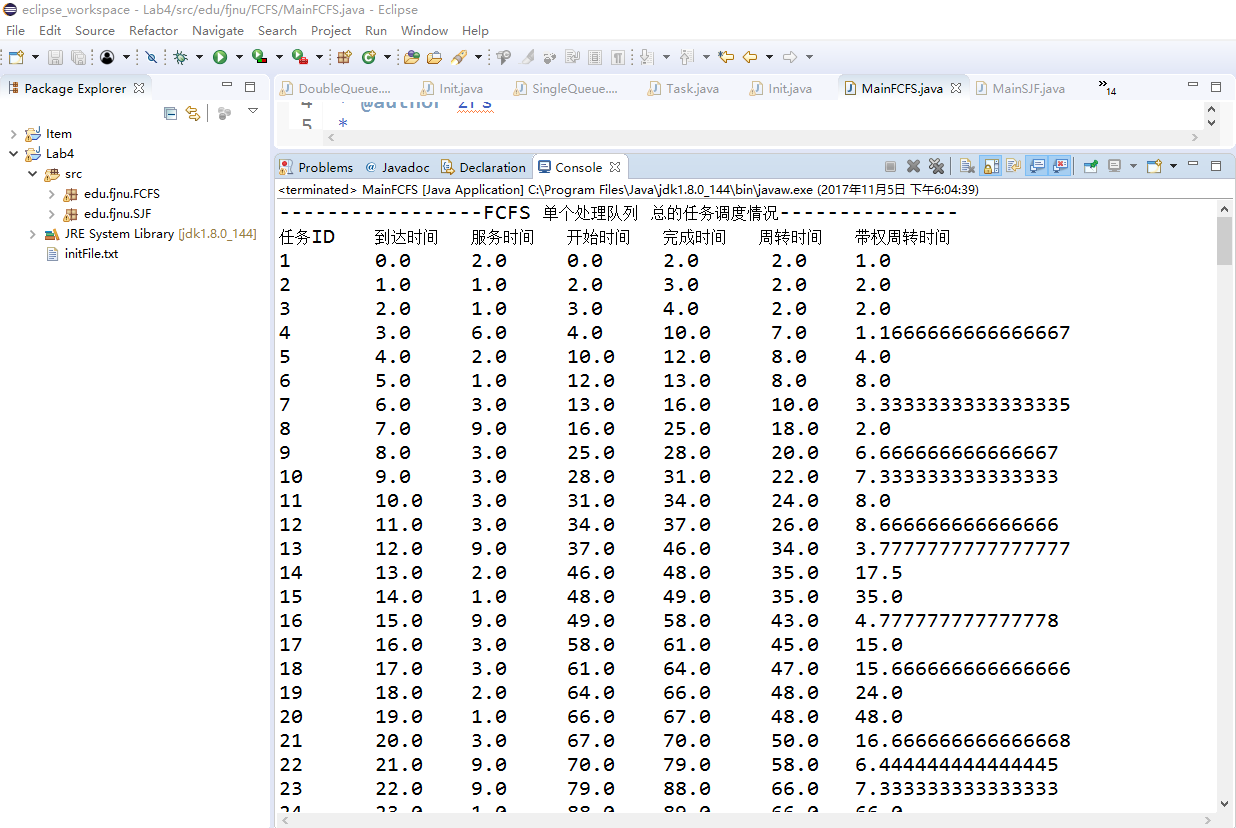 eclipse_workspace - Lab4/src/edu/fjnu/FCFS/MainFCFS.java - Eclipse
File Edit Source Refactor Navigate Search Project Run Window Help
Package Explorer
Item
Lab4
src
edu.fjnu.FCFS
edu.fjnu.SJF
JRE System Library [jdk1.8.0_144]
initFile.txt
DoubleQueue.... Init.java SingleQueue.... Task.java Init.java MainFCFS.java MainSJF.java »14
4 * @author zfs
5 *
Problems @ Javadoc Declaration Console
<terminated> MainFCFS [Java Application] C:\Program Files\Java\jdk1.8.0_144\bin\javaw.exe (2017年11月5日 下午6:04:39)
-----------------FCFS 单个处理队列 总的任务调度情况---------------
任务ID 到达时间 服务时间 开始时间 完成时间 周转时间 带权周转时间
1 0.0 2.0 0.0 2.0 2.0 1.0
2 1.0 1.0 2.0 3.0 2.0 2.0
3 2.0 1.0 3.0 4.0 2.0 2.0
4 3.0 6.0 4.0 10.0 7.0 1.1666666666666667
5 4.0 2.0 10.0 12.0 8.0 4.0
6 5.0 1.0 12.0 13.0 8.0 8.0
7 6.0 3.0 13.0 16.0 10.0 3.3333333333333335
8 7.0 9.0 16.0 25.0 18.0 2.0
9 8.0 3.0 25.0 28.0 20.0 6.666666666666667
10 9.0 3.0 28.0 31.0 22.0 7.333333333333333
11 10.0 3.0 31.0 34.0 24.0 8.0
12 11.0 3.0 34.0 37.0 26.0 8.666666666666666
13 12.0 9.0 37.0 46.0 34.0 3.7777777777777777
14 13.0 2.0 46.0 48.0 35.0 17.5
15 14.0 1.0 48.0 49.0 35.0 35.0
16 15.0 9.0 49.0 58.0 43.0 4.777777777777778
17 16.0 3.0 58.0 61.0 45.0 15.0
18 17.0 3.0 61.0 64.0 47.0 15.666666666666666
19 18.0 2.0 64.0 66.0 48.0 24.0
20 19.0 1.0 66.0 67.0 48.0 48.0
21 20.0 3.0 67.0 70.0 50.0 16.666666666666668
22 21.0 9.0 70.0 79.0 58.0 6.444444444444445
23 22.0 9.0 79.0 88.0 66.0 7.333333333333333
24 23.0 1.0 88.0 89.0 66.0 66.0